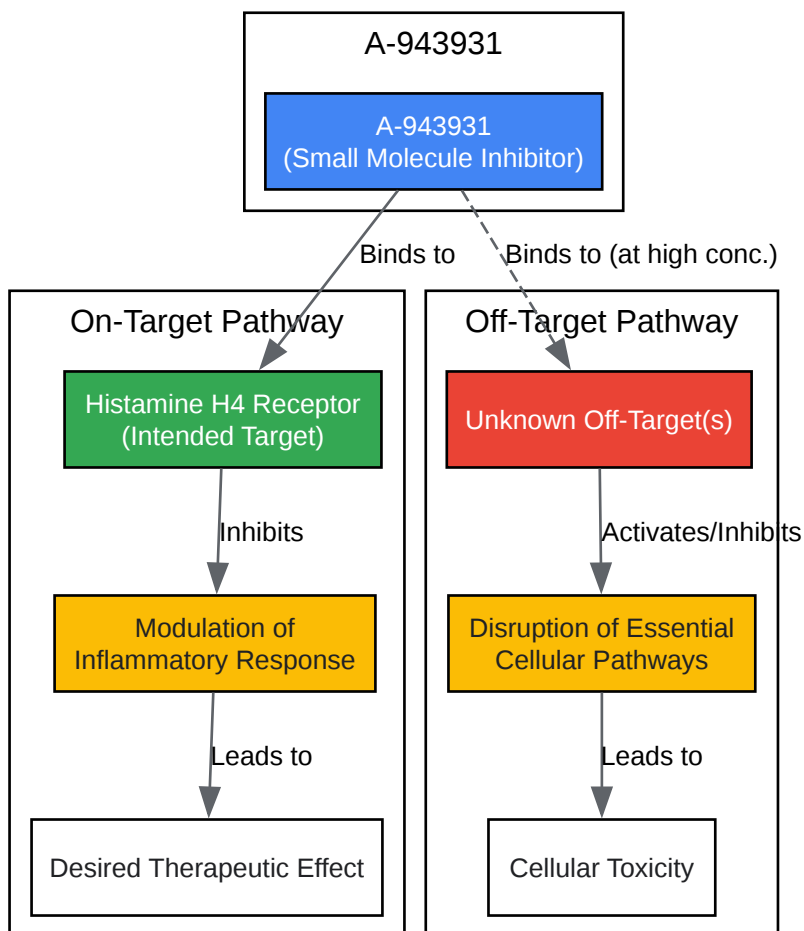 A-943931
A-943931
(Small Molecule Inhibitor)
Binds to
Binds to (at high conc.)
On-Target Pathway
Histamine H4 Receptor
(Intended Target)
Inhibits
Modulation of
Inflammatory Response
Leads to
Desired Therapeutic Effect
Off-Target Pathway
Unknown Off-Target(s)
Activates/Inhibits
Disruption of Essential
Cellular Pathways
Leads to
Cellular Toxicity